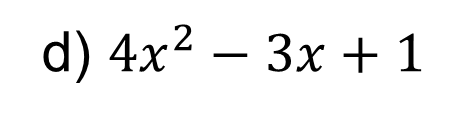 d) 4x² − 3x + 1